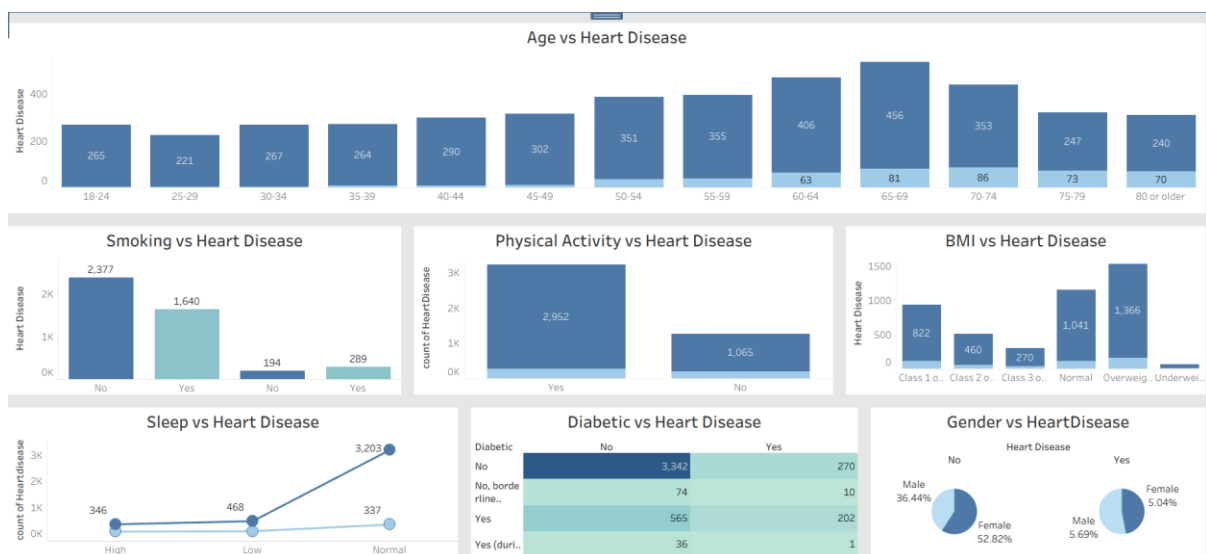 Age vs Heart Disease
Heart Disease
400
200
0
265
221
267
264
290
302
351
355
406
456
353
247
240
63
81
86
73
70
18-24
25-29
30-34
35-39
40-44
45-49
50-54
55-59
60-64
65-69
70-74
75-79
80 or older
Smoking vs Heart Disease
Heart Disease
2K
1K
0K
2,377
1,640
194
289
No
Yes
No
Yes
Physical Activity vs Heart Disease
count of HeartDisease
3K
2K
1K
0K
2,952
1,065
Yes
No
BMI vs Heart Disease
Heart Disease
1500
1000
500
0
822
460
270
1,041
1,366
Class 1 o..
Class 2 o..
Class 3 o..
Normal
Overweig..
Underwei..
Sleep vs Heart Disease
count of Heartdisease
3K
2K
1K
0K
346
468
3,203
337
High
Low
Normal
Diabetic vs Heart Disease
Diabetic
No
Yes
No
3,342
270
No, borde
rline..
74
10
Yes
565
202
Yes (duri..
36
1
Gender vs HeartDisease
Heart Disease
No
Yes
Male
36.44%
Female
52.82%
Female
5.04%
Male
5.69%